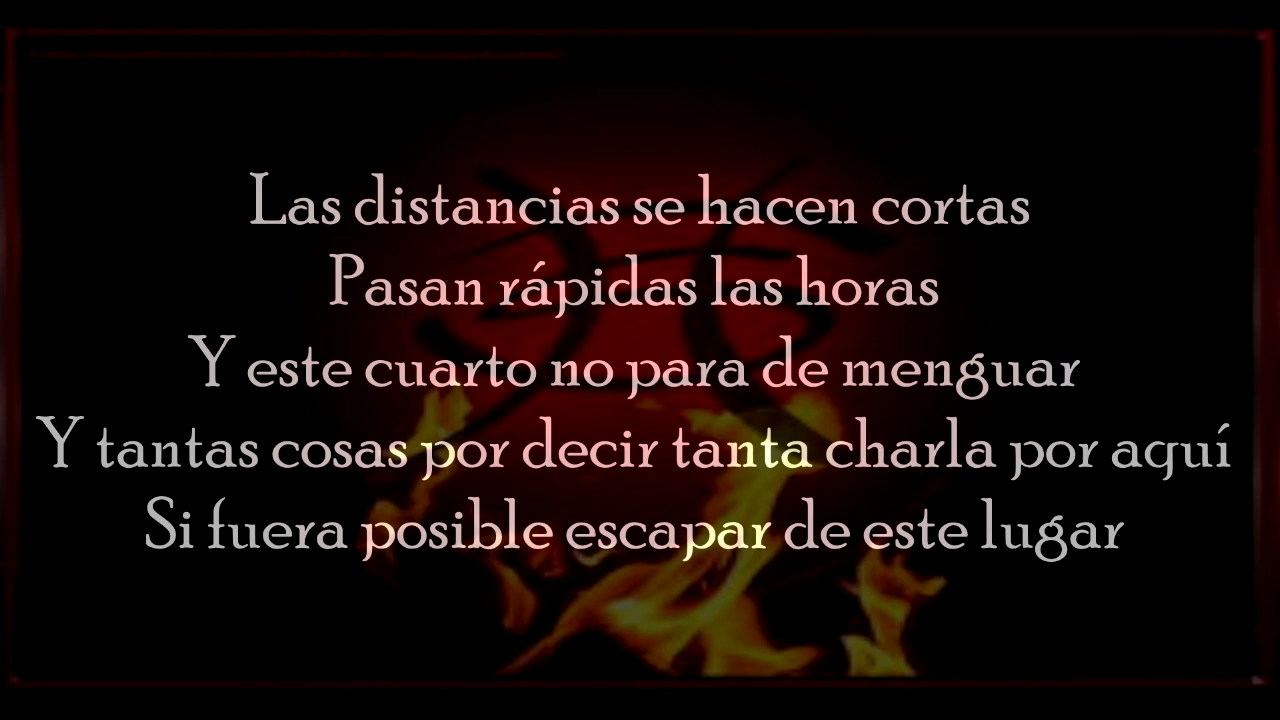 Las distancias se hacen cortas
Pasan rápidas las horas
Y este cuarto no para de menguar
Y tantas cosas por decir tanta charla por aquí
Si fuera posible escapar de este lugar